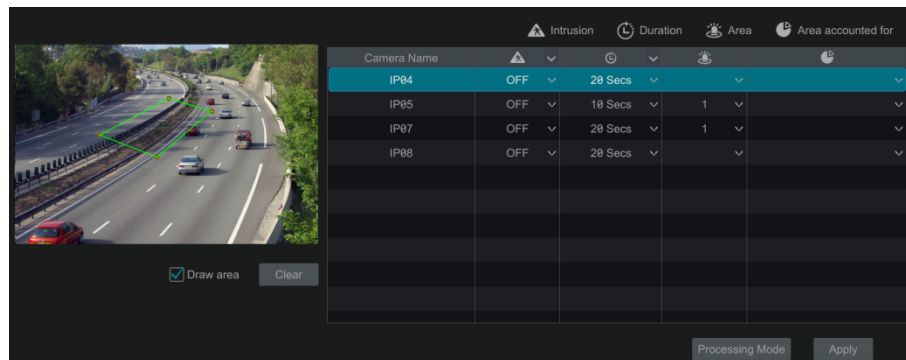 Intrusion Duration Area Area accounted for
Camera Name
IP04 OFF 20 Secs
IP05 OFF 10 Secs 1
IP07 OFF 20 Secs 1
IP08 OFF 20 Secs
Draw area Clear
Processing Mode Apply